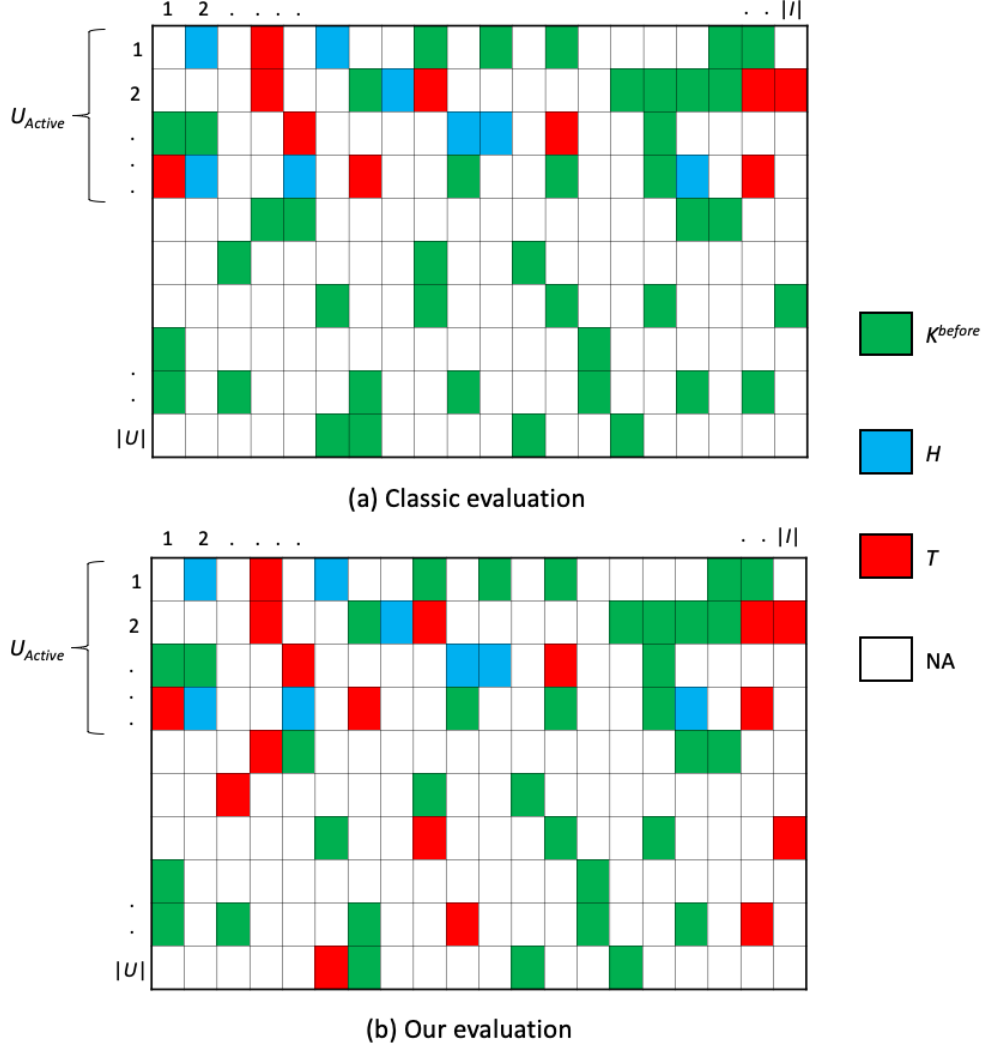 1 2 . . . . . . |I|
1
2
.
.
.
U_Active
.
.
|U|
(a) Classic evaluation
K^before
H
T
NA
1 2 . . . . . . |I|
1
2
.
.
.
U_Active
.
.
|U|
(b) Our evaluation